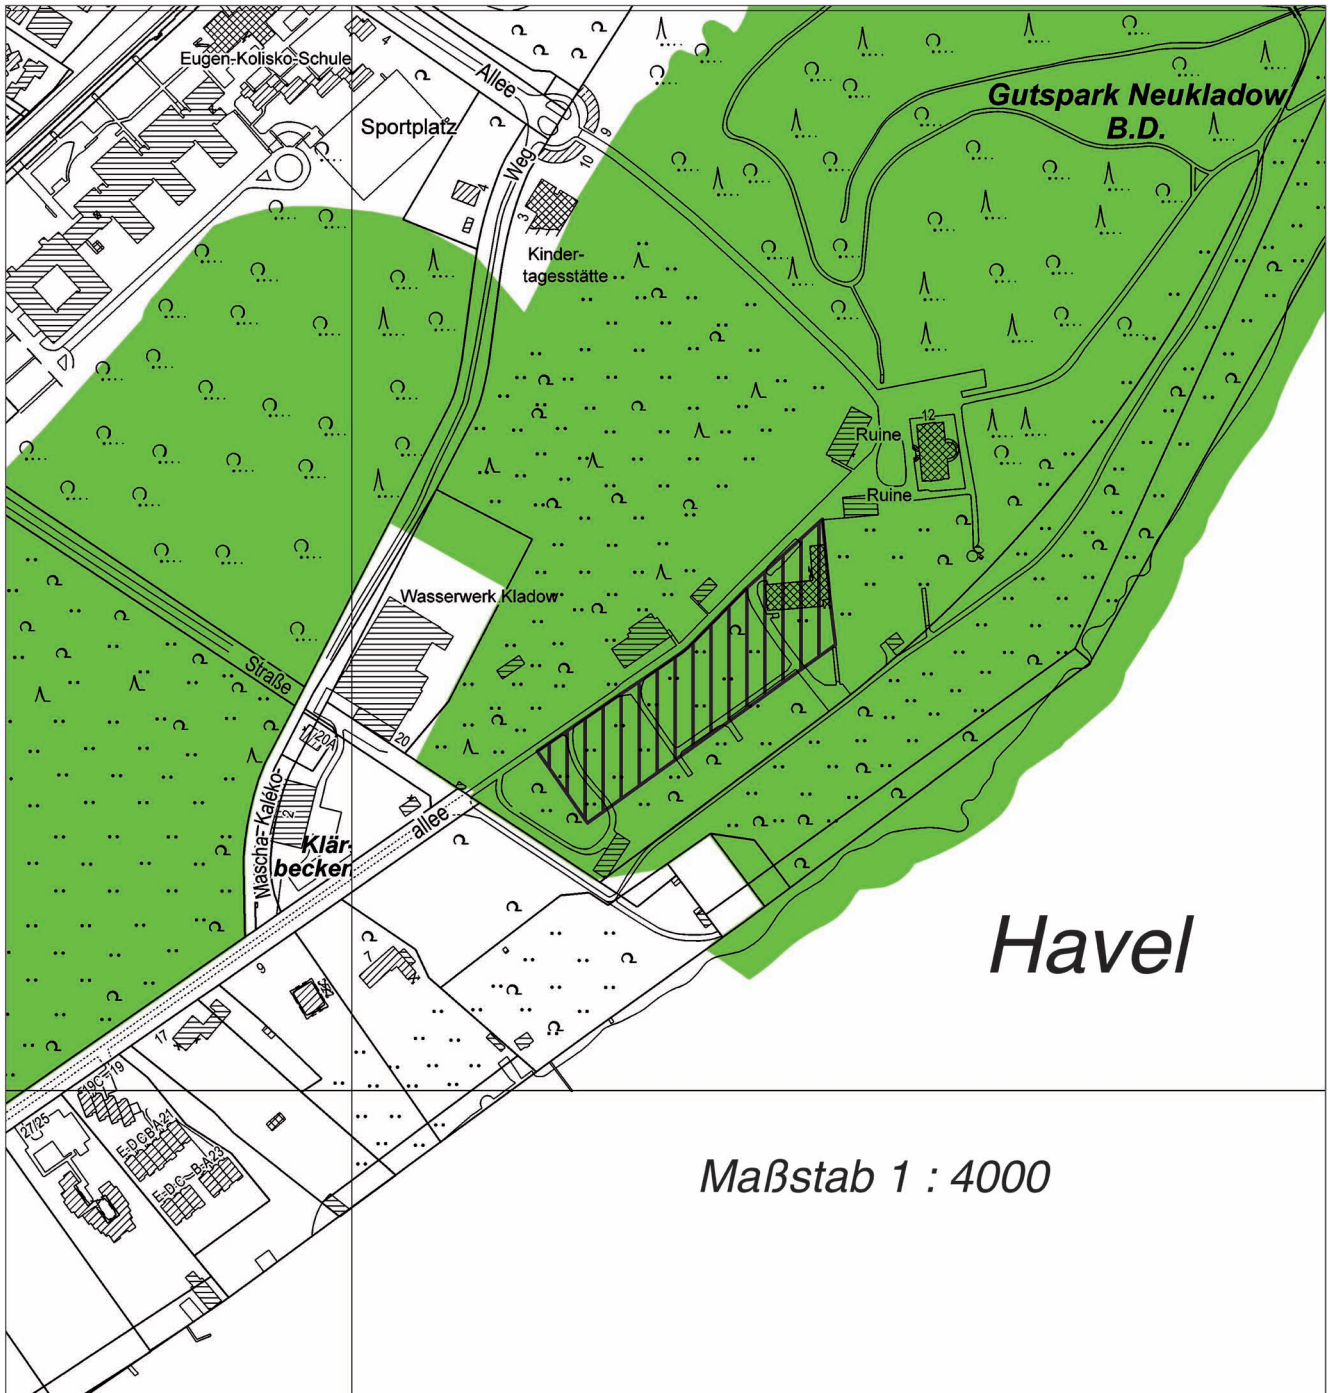 Eugen-Kolisko-Schule
4
Allee
Sportplatz
Gutspark Neukladow
B.D.
9
10
Weg
4
3
Kinder-
tagesstätte
12
Ruine
Ruine
Wasserwerk Kladow
Straße
20A
20
Mascha-Kaléko-
2
allee
Klär-
becken
Havel
7
9
17
19C-19
27/25
E-D-C-B-A-21
E-D-C-B-A-23
Maßstab 1 : 4000